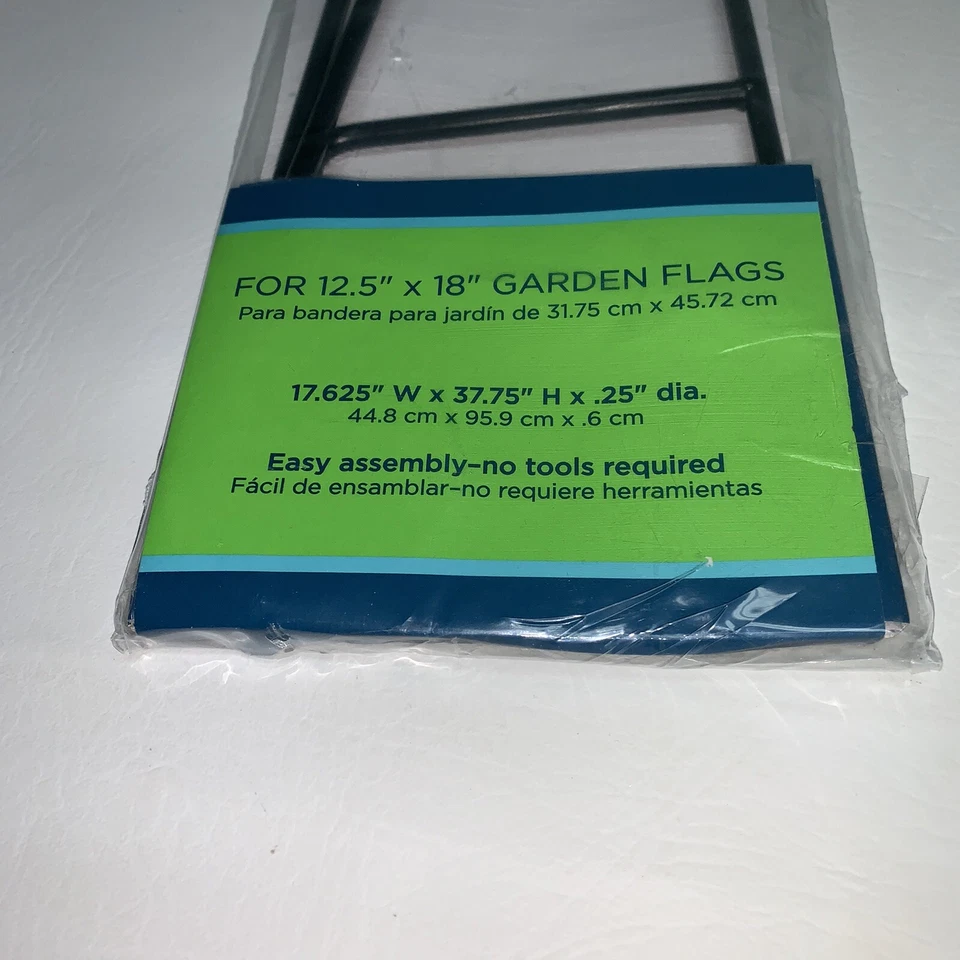 FOR 12.5" x 18" GARDEN FLAGS
Para bandera para jardín de 31.75 cm x 45.72 cm
17.625" W x 37.75" H x .25" dia.
44.8 cm x 95.9 cm x .6 cm
Easy assembly–no tools required
Fácil de ensamblar–no requiere herramientas